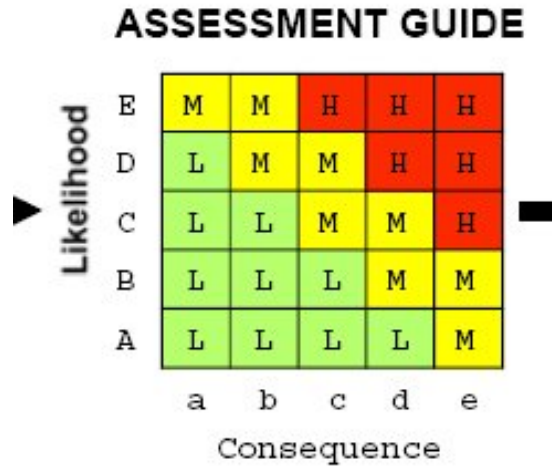 ASSESSMENT GUIDE
Likelihood
E M M H H H
D L M M H H
C L L M M H
B L L L M M
A L L L L M
a b c d e
Consequence